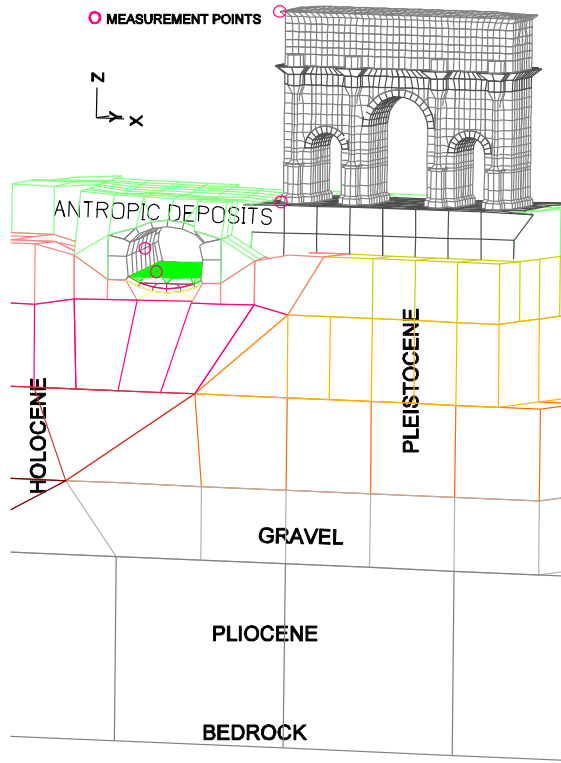 MEASUREMENT POINTS
Z
Y
X
ANTROPIC DEPOSITS
PLEISTOCENE
HOLOCENE
GRAVEL
PLIOCENE
BEDROCK